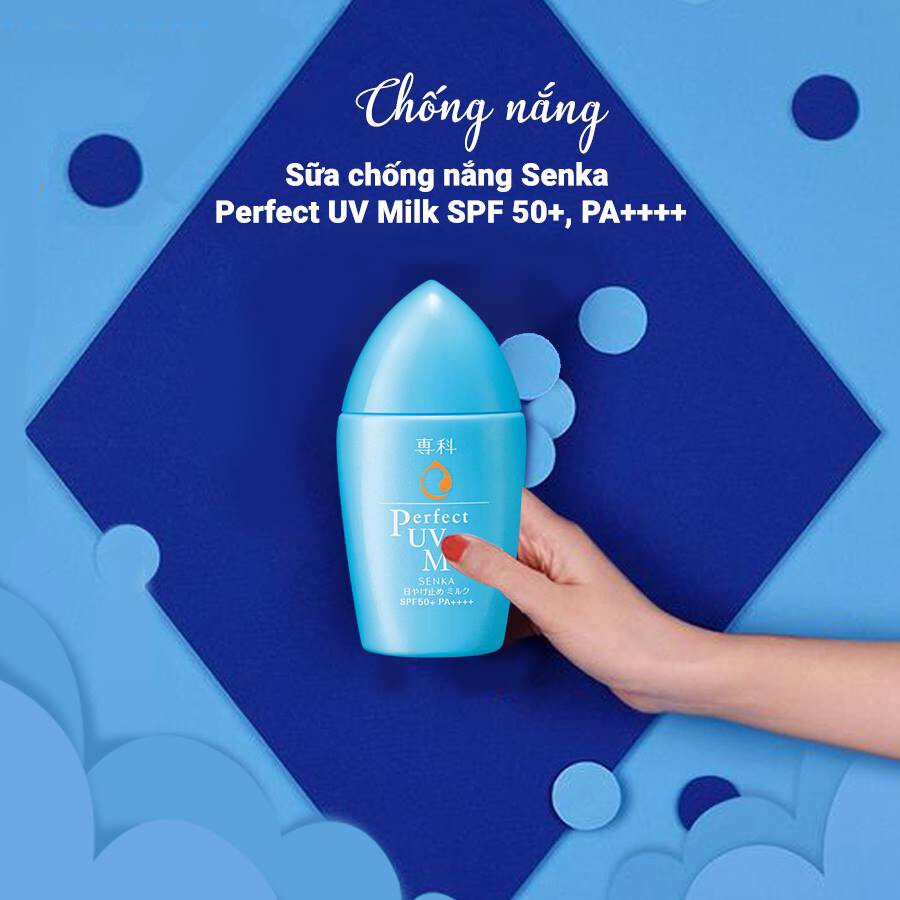 Chống nắng
Sữa chống nắng Senka
Perfect UV Milk SPF 50+, PA++++
専科
Perfect
UV
M
SENKA
日やけ止め ミルク
SPF50+ PA++++